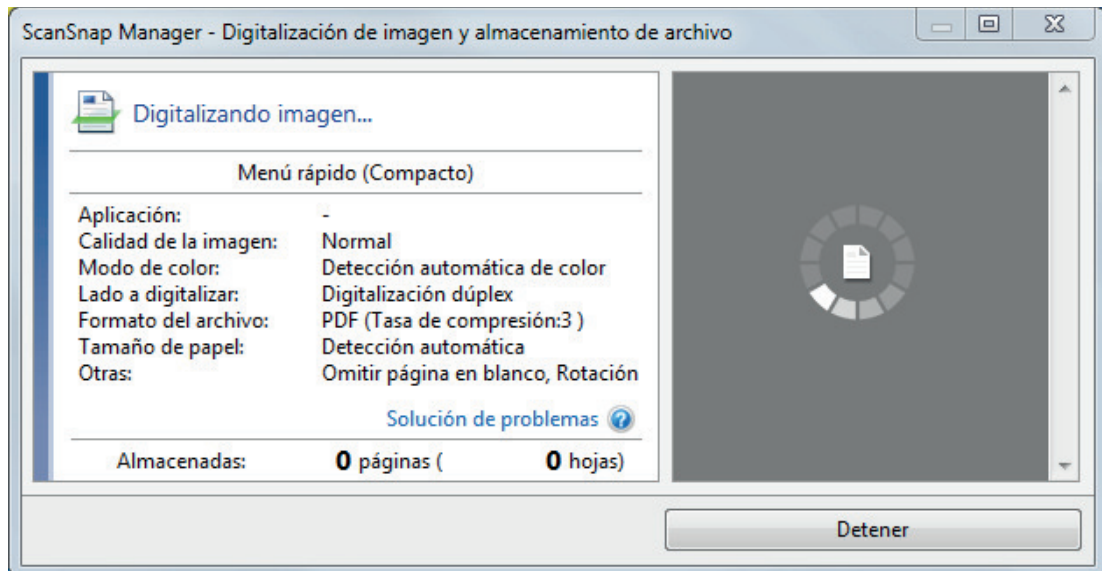 ScanSnap Manager - Digitalización de imagen y almacenamiento de archivo
Digitalizando imagen...
Menú rápido (Compacto)
Aplicación: -
Calidad de la imagen: Normal
Modo de color: Detección automática de color
Lado a digitalizar: Digitalización dúplex
Formato del archivo: PDF (Tasa de compresión:3 )
Tamaño de papel: Detección automática
Otras: Omitir página en blanco, Rotación
Solución de problemas
Almacenadas: 0 páginas ( 0 hojas)
Detener